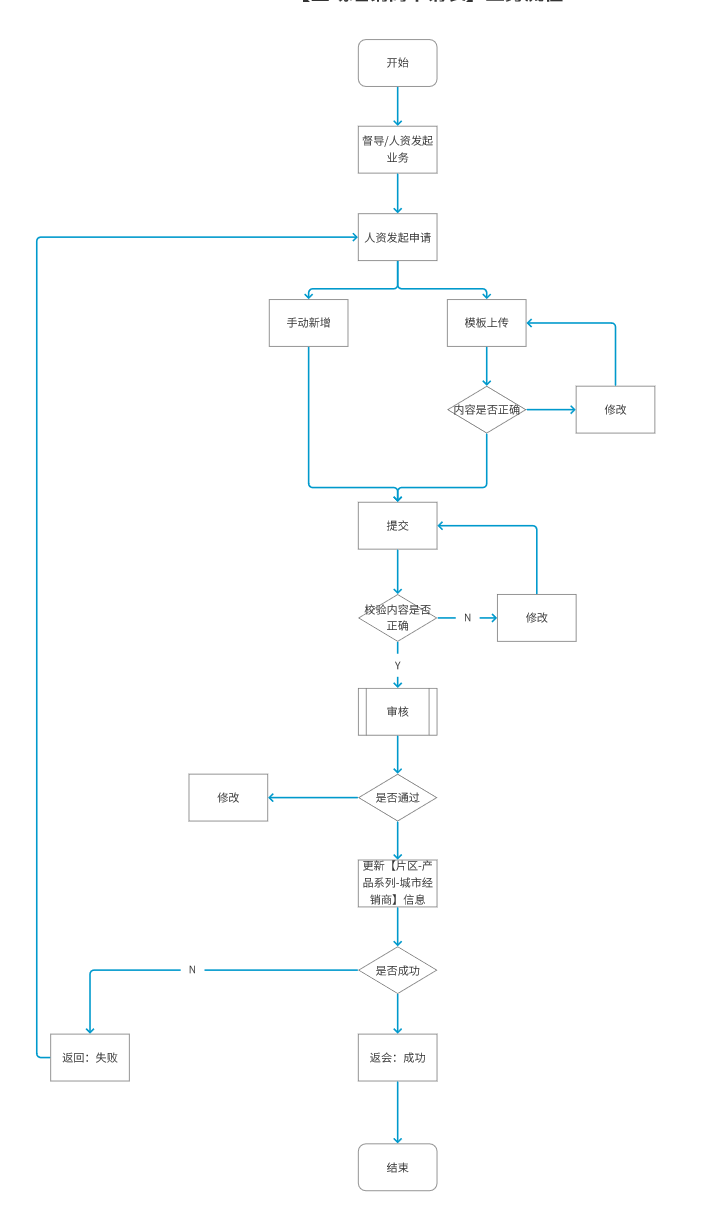 开始
督导/人资发起
业务
人资发起申请
手动新增
模板上传
内容是否正确
修改
提交
校验内容是否
正确
N
修改
Y
审核
修改
是否通过
更新【片区-产
品系列-城市经
销商】信息
N
是否成功
返回：失败
返会：成功
结束